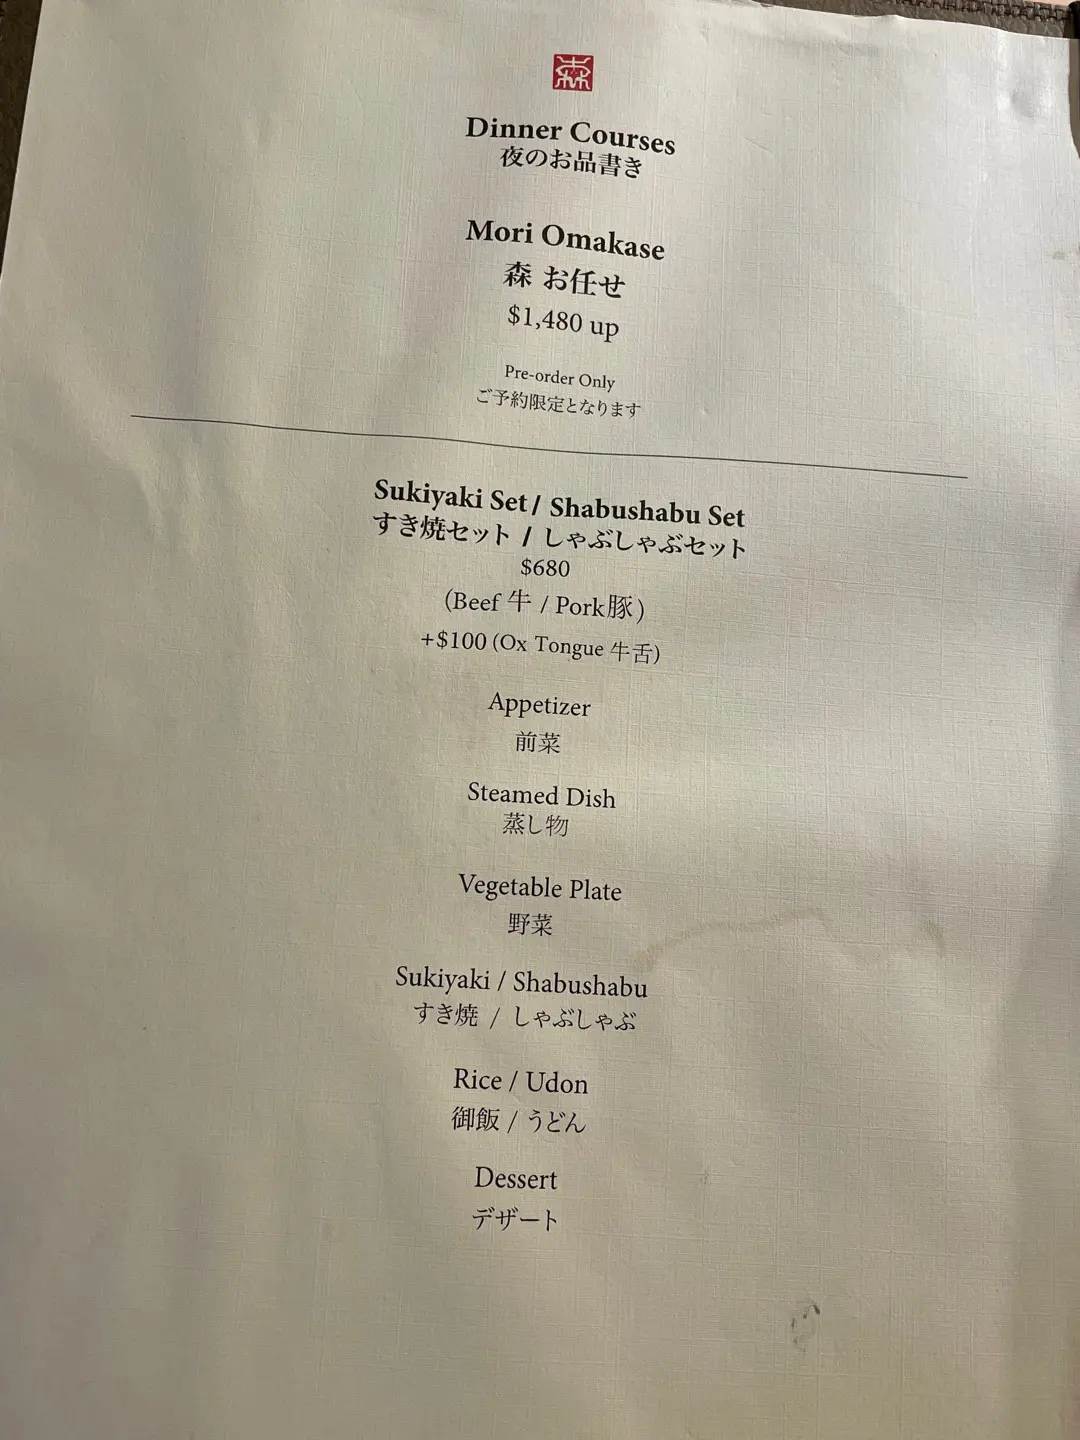 森
Dinner Courses
夜のお品書き
Mori Omakase
森 お任せ
$1,480 up
Pre-order Only
ご予約限定となります
Sukiyaki Set / Shabushabu Set
すき焼セット / しゃぶしゃぶセット
$680
(Beef 牛 / Pork豚)
+$100 (Ox Tongue 牛舌)
Appetizer
前菜
Steamed Dish
蒸し物
Vegetable Plate
野菜
Sukiyaki / Shabushabu
すき焼 / しゃぶしゃぶ
Rice / Udon
御飯 / うどん
Dessert
デザート